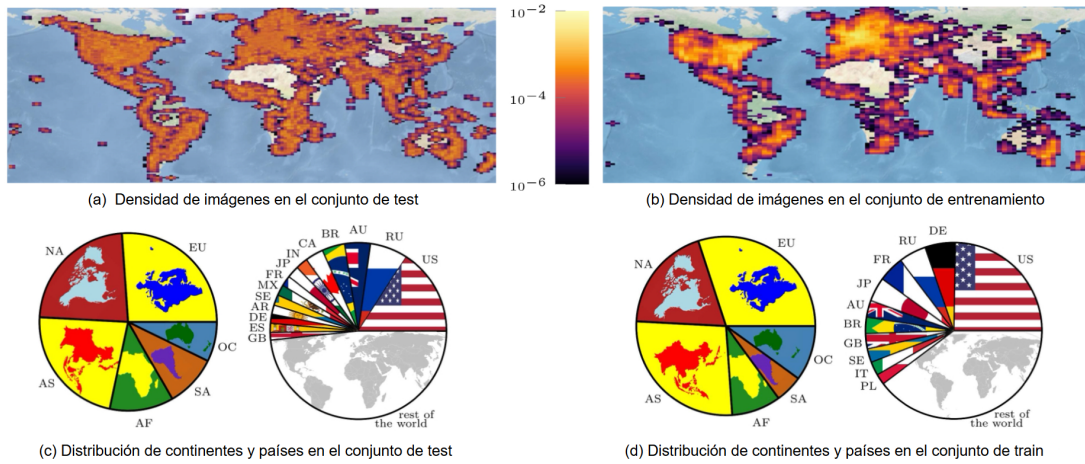 10−2
10−4
10−6
(a) Densidad de imágenes en el conjunto de test
(b) Densidad de imágenes en el conjunto de entrenamiento
NA
EU
AS
AF
SA
OC
GB
ES
DE
AR
SE
MX
FR
JP
IN
CA
BR
AU
RU
US
rest of
the world
NA
EU
AS
AF
SA
OC
PL
IT
SE
GB
BR
AU
JP
FR
RU
DE
US
rest of
the world
(c) Distribución de continentes y países en el conjunto de test
(d) Distribución de continentes y países en el conjunto de train